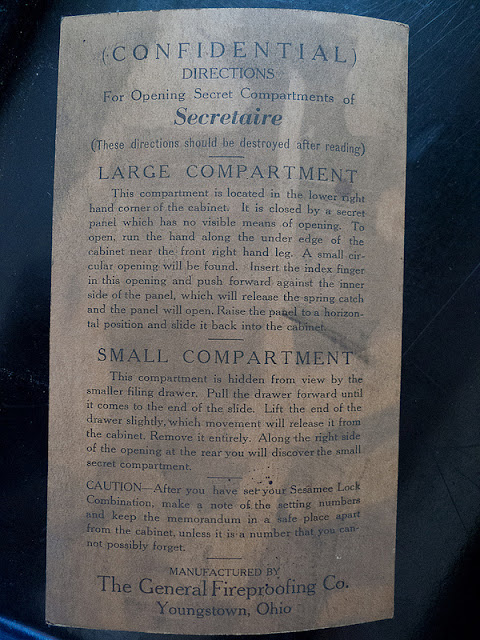 (CONFIDENTIAL)
DIRECTIONS
For Opening Secret Compartments of
Secretaire
(These directions should be destroyed after reading)
LARGE COMPARTMENT
This compartment is located in the lower right
hand corner of the cabinet. It is closed by a secret
panel which has no visible means of opening. To
open, run the hand along the under edge of the
cabinet near the front right hand leg. A small cir-
cular opening will be found. Insert the index finger
in this opening and push forward against the inner
side of the panel, which will release the spring catch
and the panel will open. Raise the panel to a horizon-
tal position and slide it back into the cabinet.
SMALL COMPARTMENT
This compartment is hidden from view by the
smaller filing drawer. Pull the drawer forward until
it comes to the end of the slide. Lift the end of the
drawer slightly, which movement will release it from
the cabinet. Remove it entirely. Along the right side
of the opening at the rear you will discover the small
secret compartment.
CAUTION—After you have set your Sesamee Lock
Combination, make a note of the setting numbers
and keep the memorandum in a safe place apart
from the cabinet, unless it is a number that you can-
not possibly forget.
MANUFACTURED BY
The General Fireproofing Co.
Youngstown, Ohio